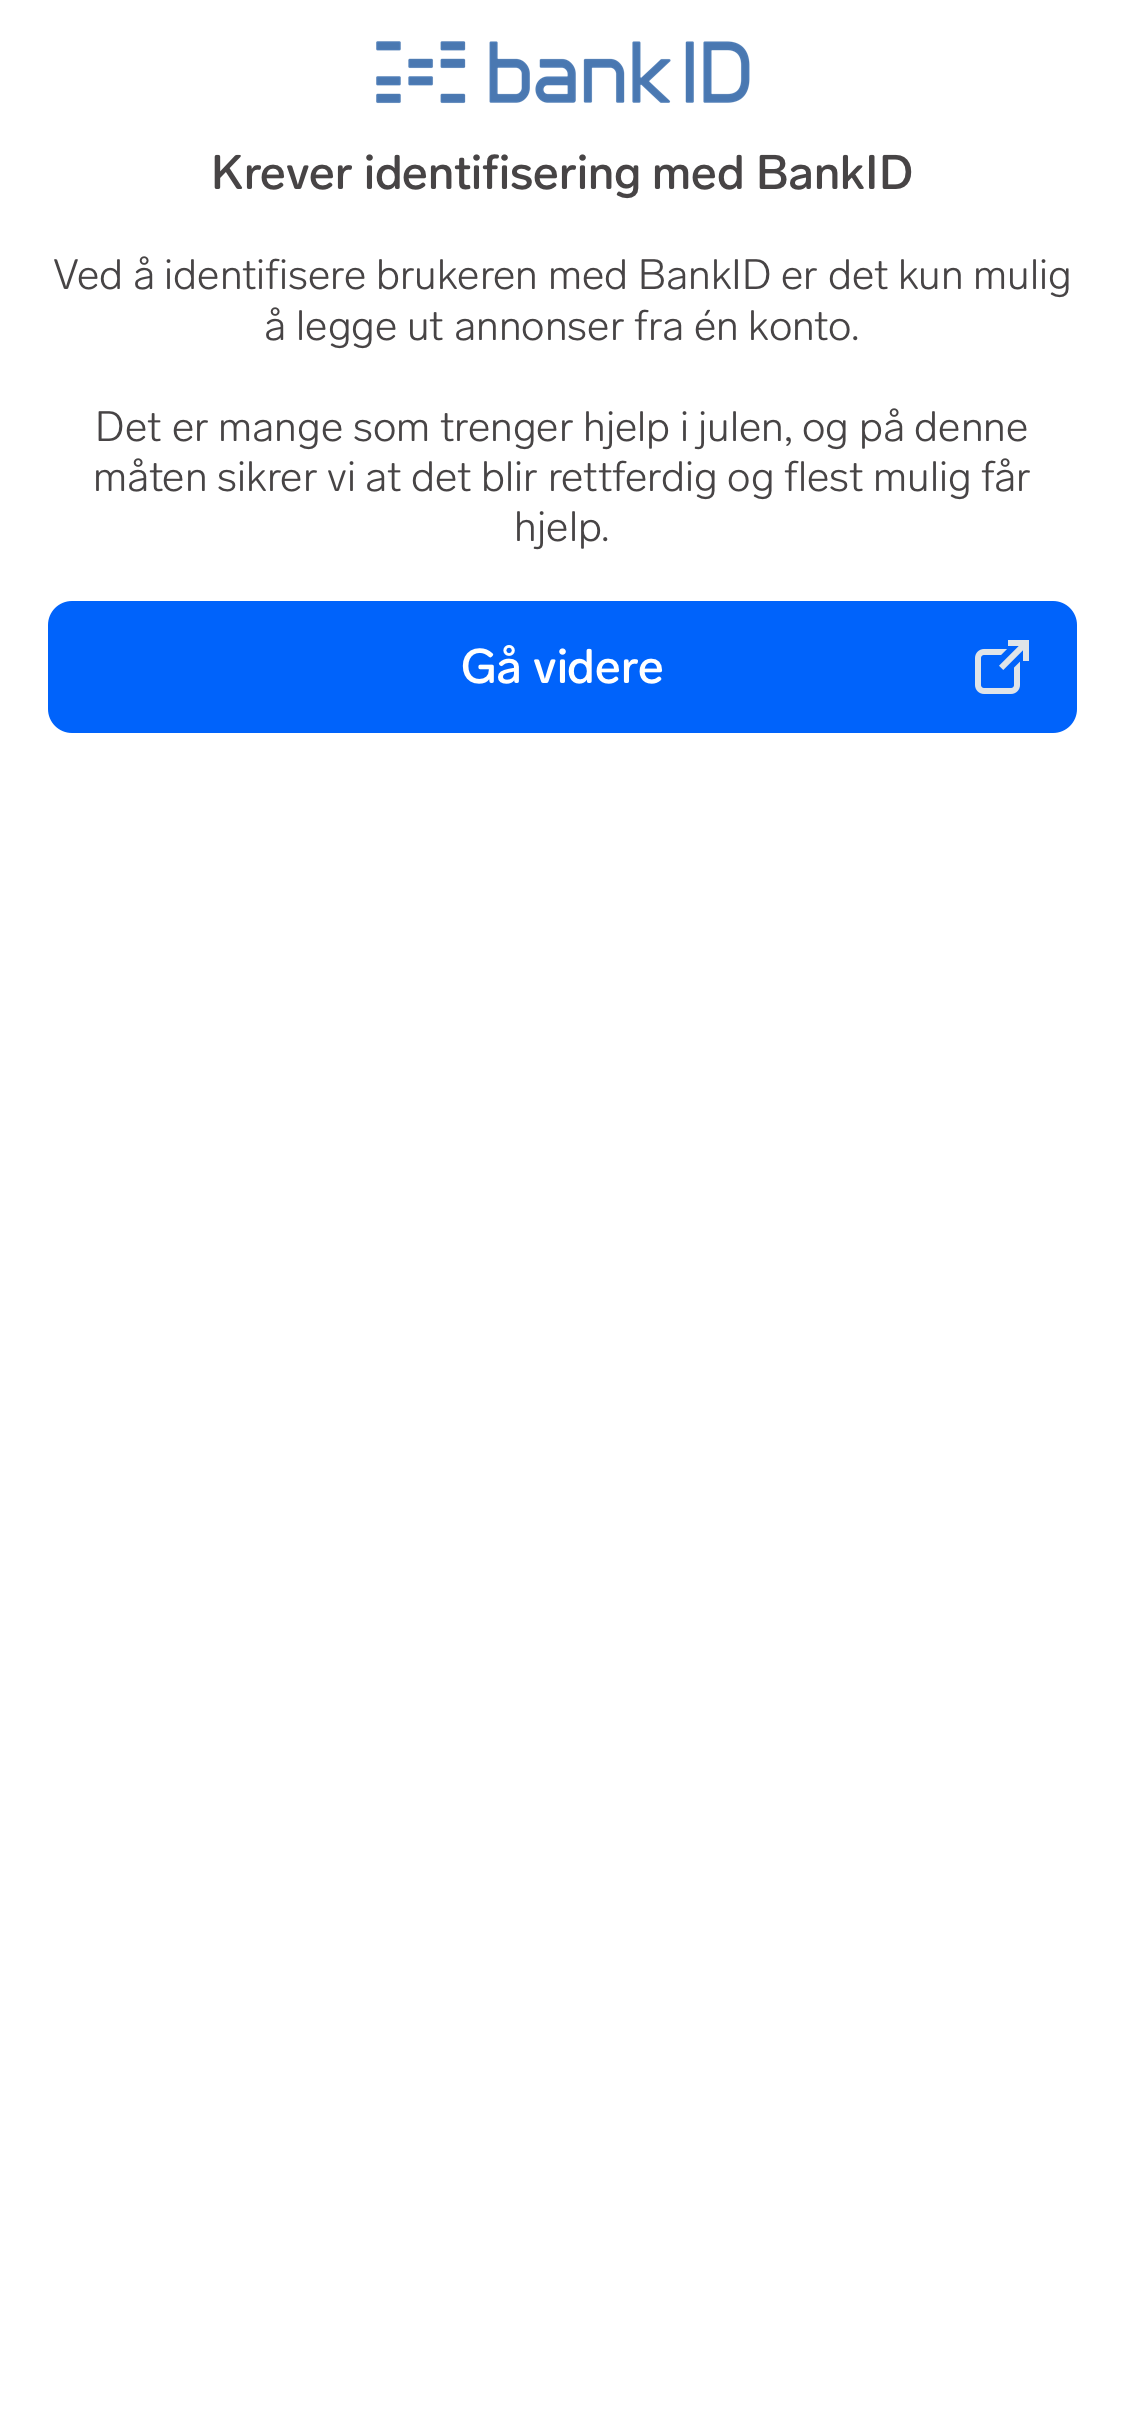 bankID
Krever identifisering med BankID
Ved å identifisere brukeren med BankID er det kun mulig
å legge ut annonser fra én konto.
Det er mange som trenger hjelp i julen, og på denne
måten sikrer vi at det blir rettferdig og flest mulig får
hjelp.
Gå videre